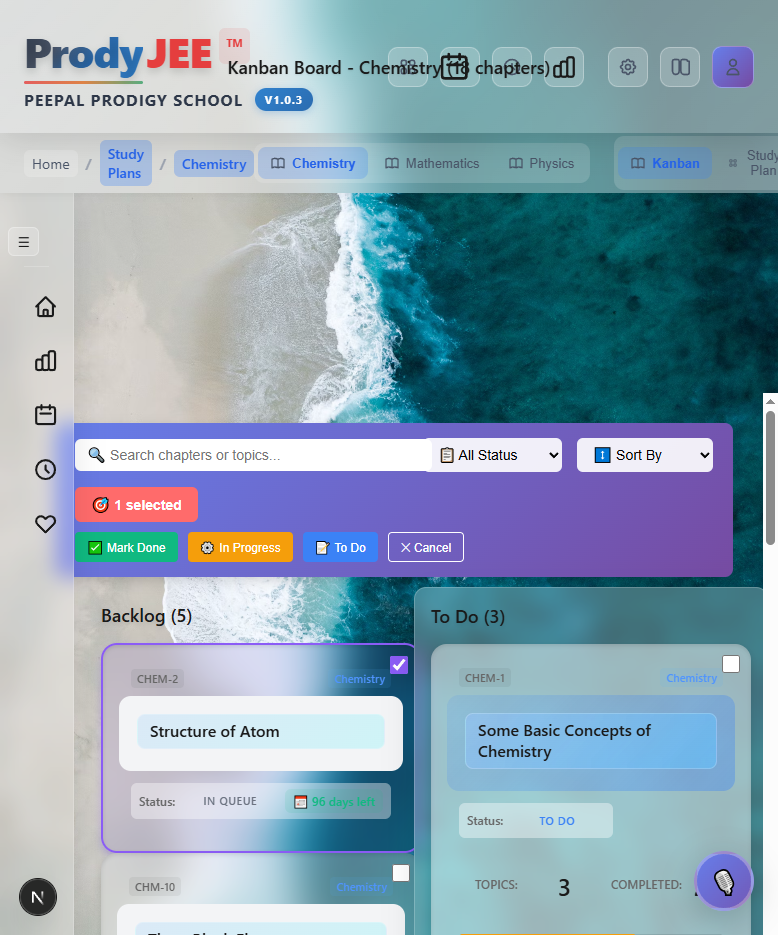 ProdyJEE TM
Kanban Board - Chemistry (18 chapters)
PEEPAL PRODIGY SCHOOL V1.0.3
Home / Study Plans / Chemistry
Chemistry Mathematics Physics
Kanban Study Plan
Search chapters or topics...
All Status
Sort By
1 selected
Mark Done
In Progress
To Do
Cancel
Backlog (5)
CHEM-2
Chemistry
Structure of Atom
Status: IN QUEUE 96 days left
CHM-10
Chemistry
To Do (3)
CHEM-1
Chemistry
Some Basic Concepts of
Chemistry
Status: TO DO
TOPICS: 3 COMPLETED:
N